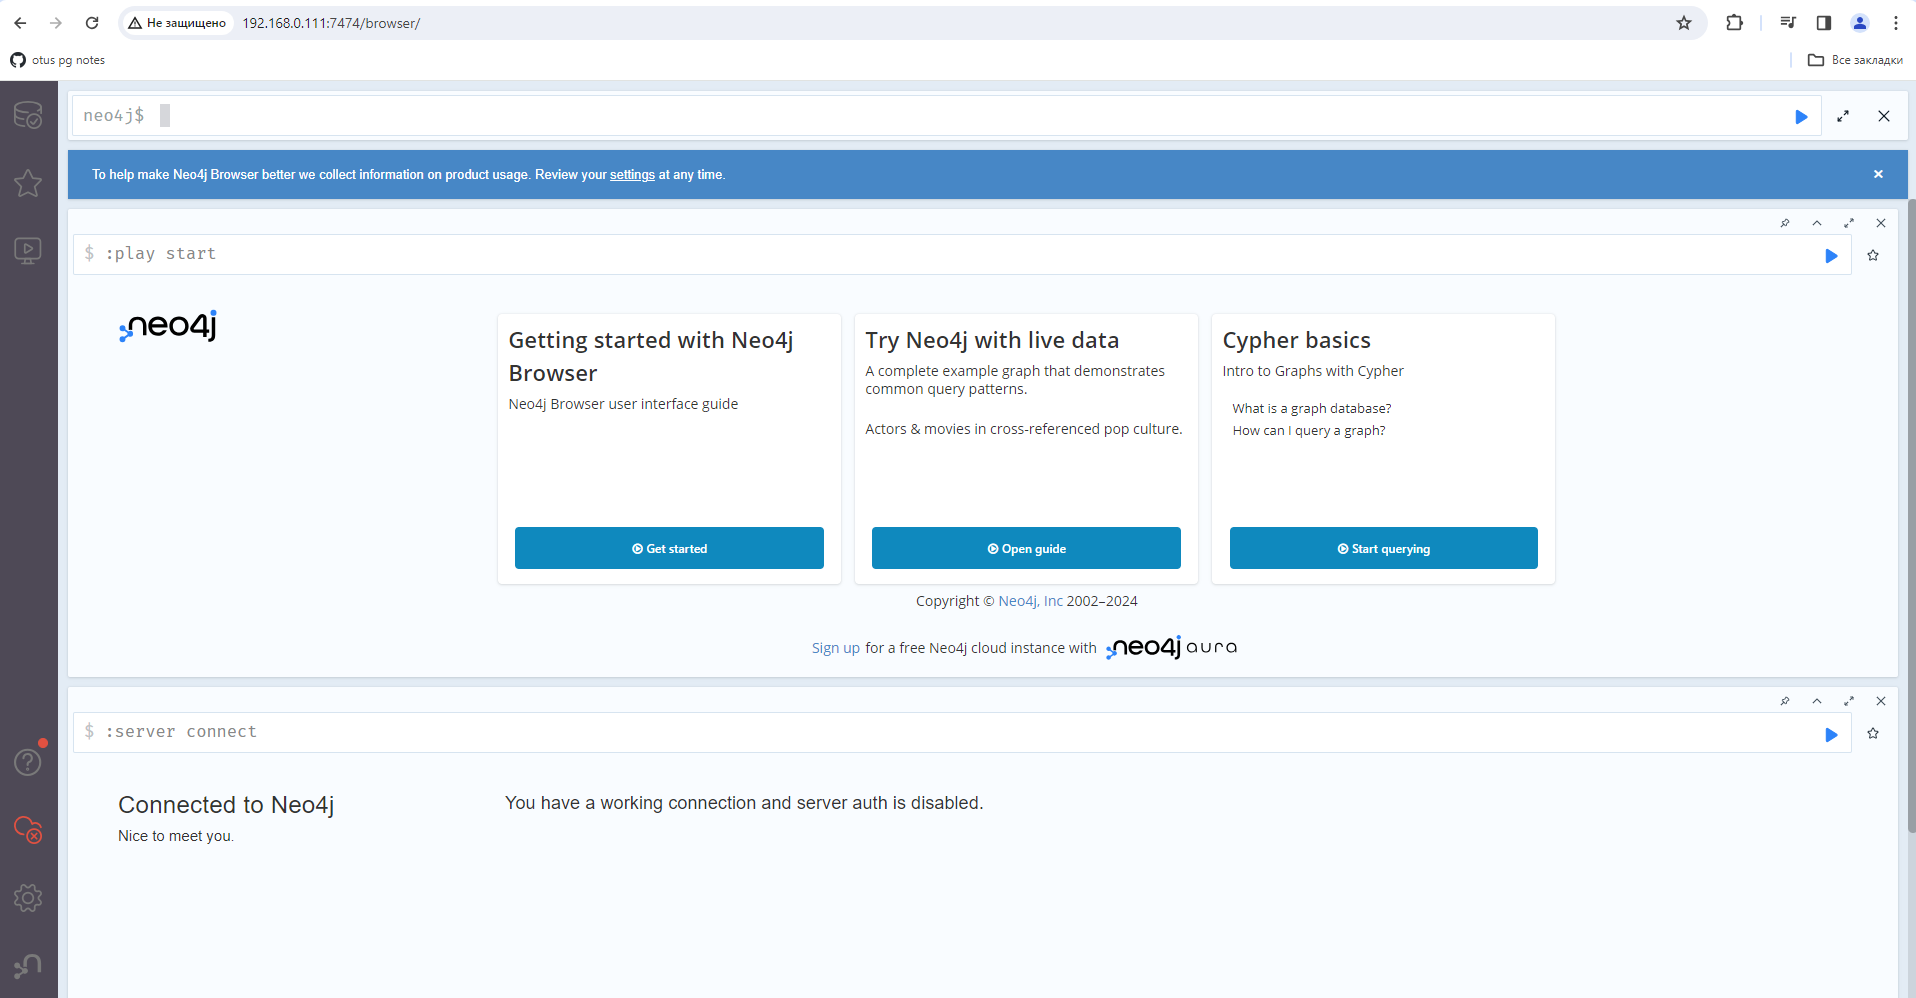 Не защищено 192.168.0.111:7474/browser/
otus pg notes Все закладки
neo4j$
To help make Neo4j Browser better we collect information on product usage. Review your settings at any time.
$ :play start
neo4j
Getting started with Neo4j
Browser
Neo4j Browser user interface guide
Get started
Try Neo4j with live data
A complete example graph that demonstrates
common query patterns.
Actors & movies in cross-referenced pop culture.
Open guide
Cypher basics
Intro to Graphs with Cypher
What is a graph database?
How can I query a graph?
Start querying
Copyright © Neo4j, Inc 2002–2024
Sign up for a free Neo4j cloud instance with neo4j aura
$ :server connect
Connected to Neo4j
Nice to meet you.
You have a working connection and server auth is disabled.